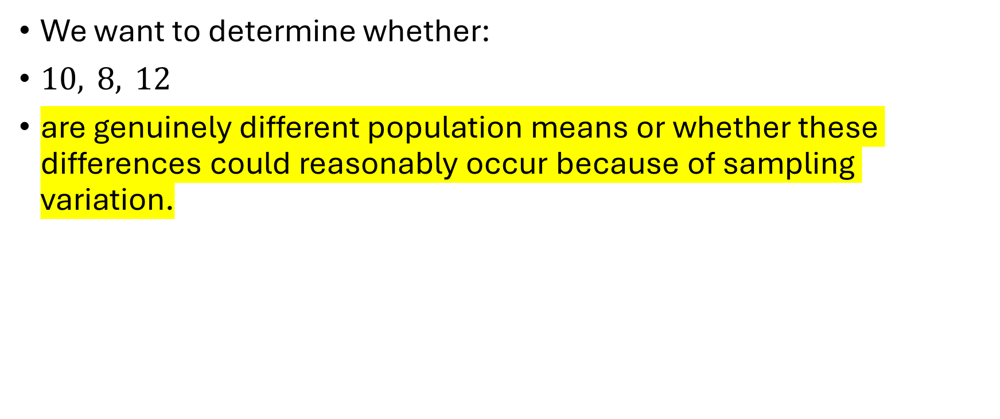 • We want to determine whether:
• 10, 8, 12
• are genuinely different population means or whether these
differences could reasonably occur because of sampling
variation.